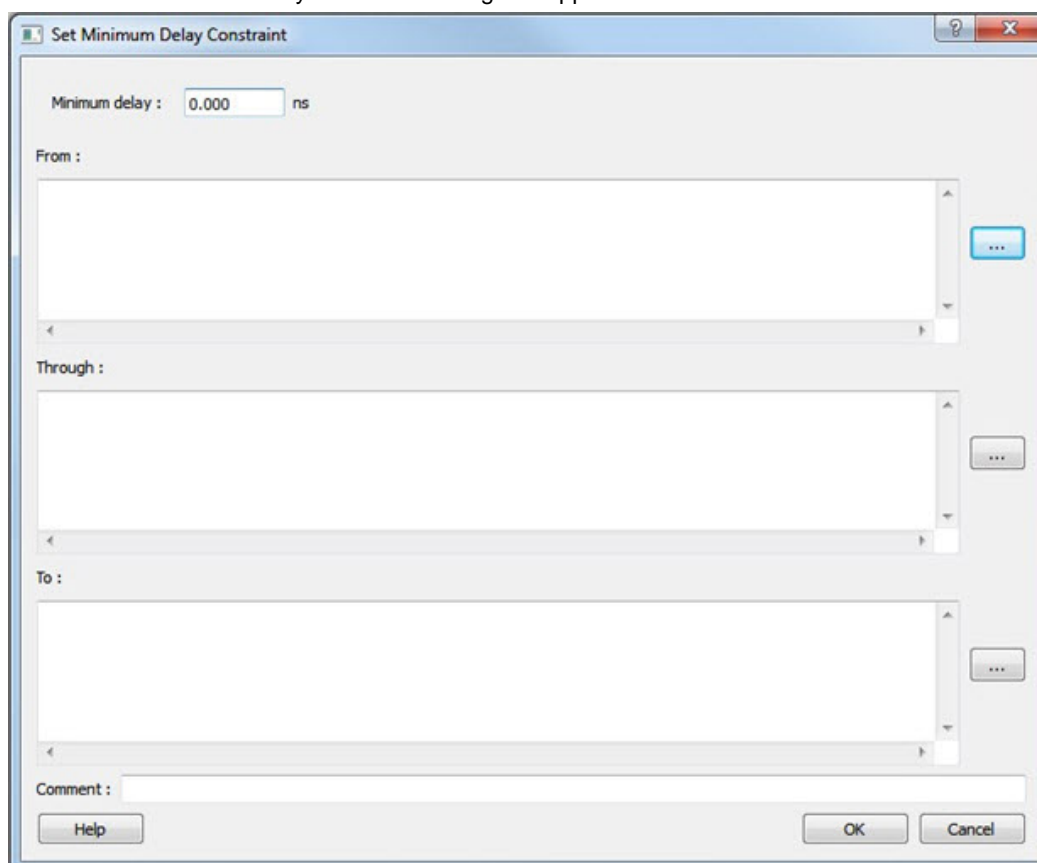 Set Minimum Delay Constraint
Minimum delay : 0.000 ns
From :
...
Through :
...
To :
...
Comment :
Help OK Cancel